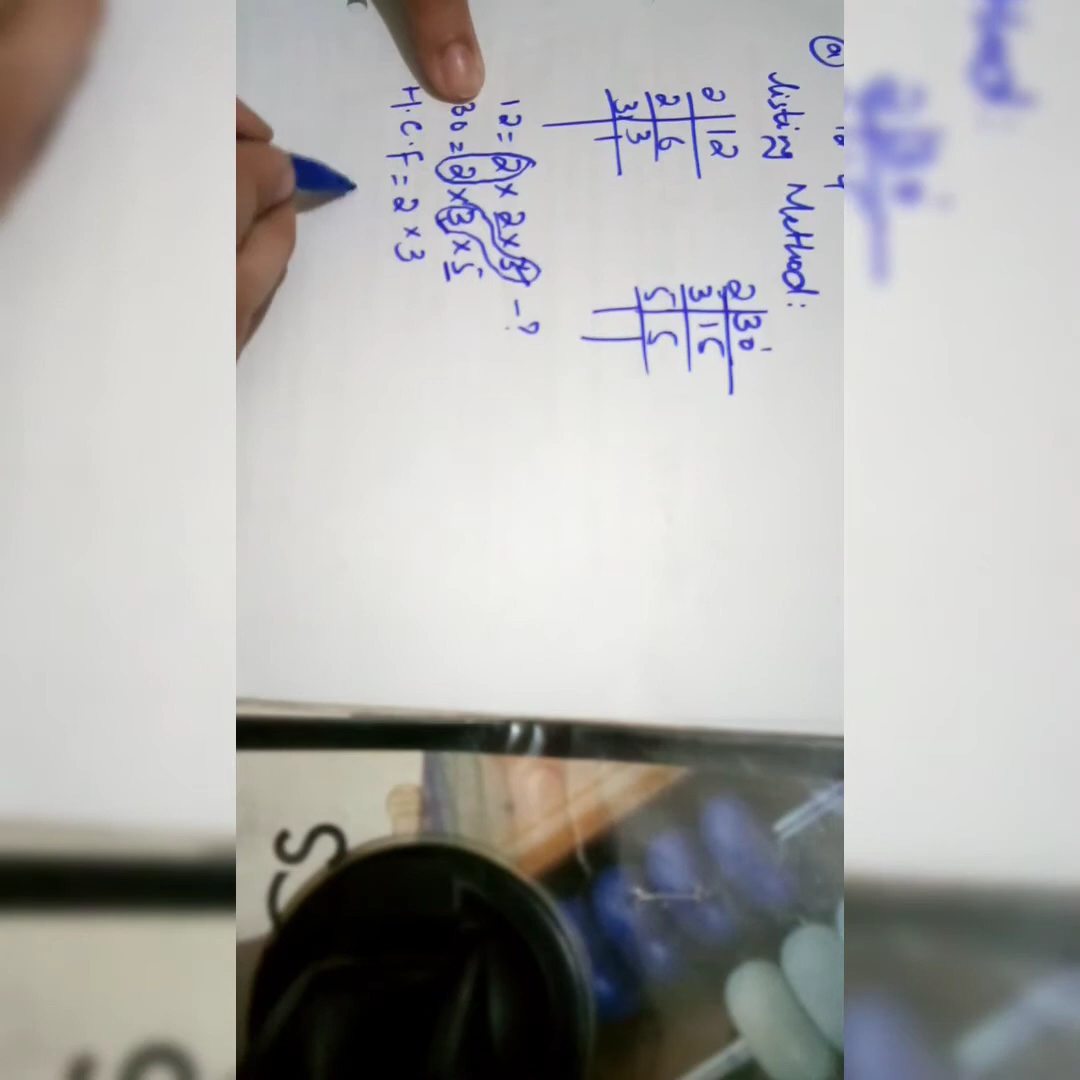 a
listing Method:
2 | 12
2 | 6
3 | 3
1
2 | 30
3 | 15
5 | 5
1
12 = 2 × 2 × 3 - ?
30 = 2 × 3 × 5
H.C.F = 2 × 3